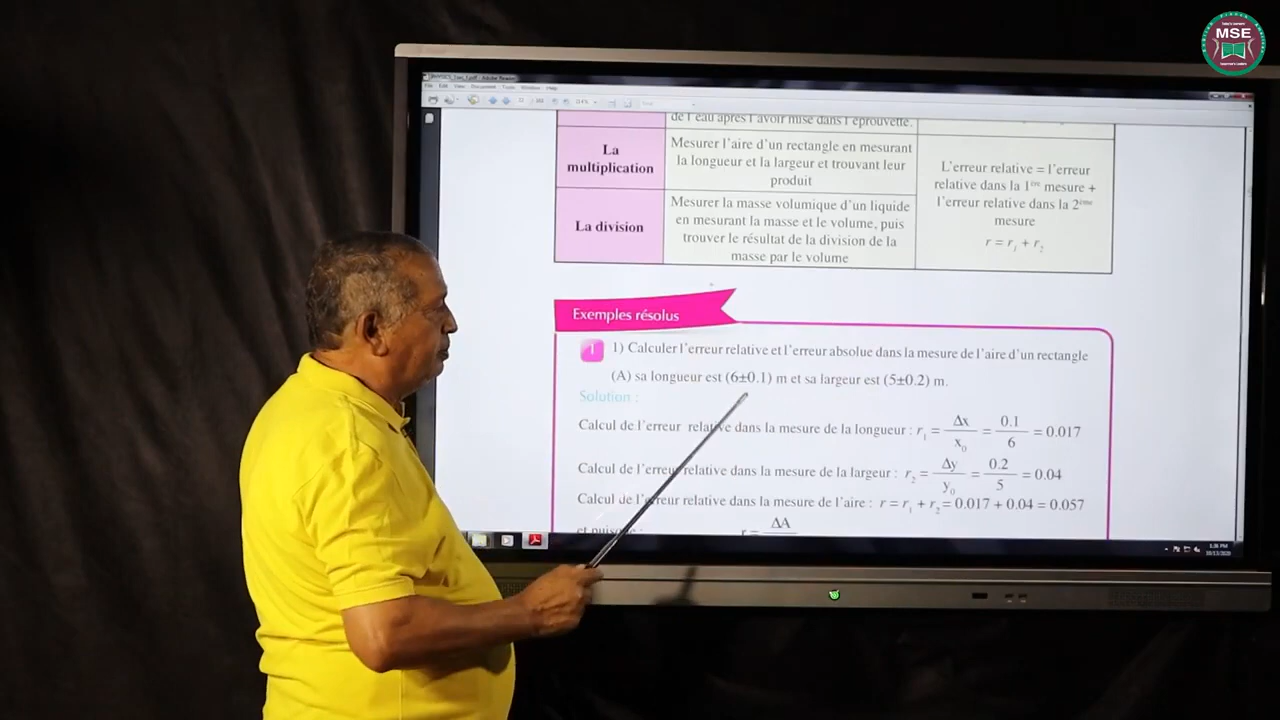 MSE
de l'eau après l'avoir mise dans l'éprouvette.
La
multiplication
Mesurer l'aire d'un rectangle en mesurant
la longueur et la largeur et trouvant leur
produit
L'erreur relative = l'erreur
relative dans la 1ère mesure +
l'erreur relative dans la 2ème
mesure
r = r1 + r2
La division
Mesurer la masse volumique d'un liquide
en mesurant la masse et le volume, puis
trouver le résultat de la division de la
masse par le volume
Exemples résolus
1
1) Calculer l'erreur relative et l'erreur absolue dans la mesure de l'aire d'un rectangle
(A) sa longueur est (6±0.1) m et sa largeur est (5±0.2) m.
Solution :
Calcul de l'erreur relative dans la mesure de la longueur : r1 = Δx/x0 = 0.1/6 = 0.017
Calcul de l'erreur relative dans la mesure de la largeur : r2 = Δy/y0 = 0.2/5 = 0.04
Calcul de l'erreur relative dans la mesure de l'aire : r = r1 + r2 = 0.017 + 0.04 = 0.057
r = ΔA